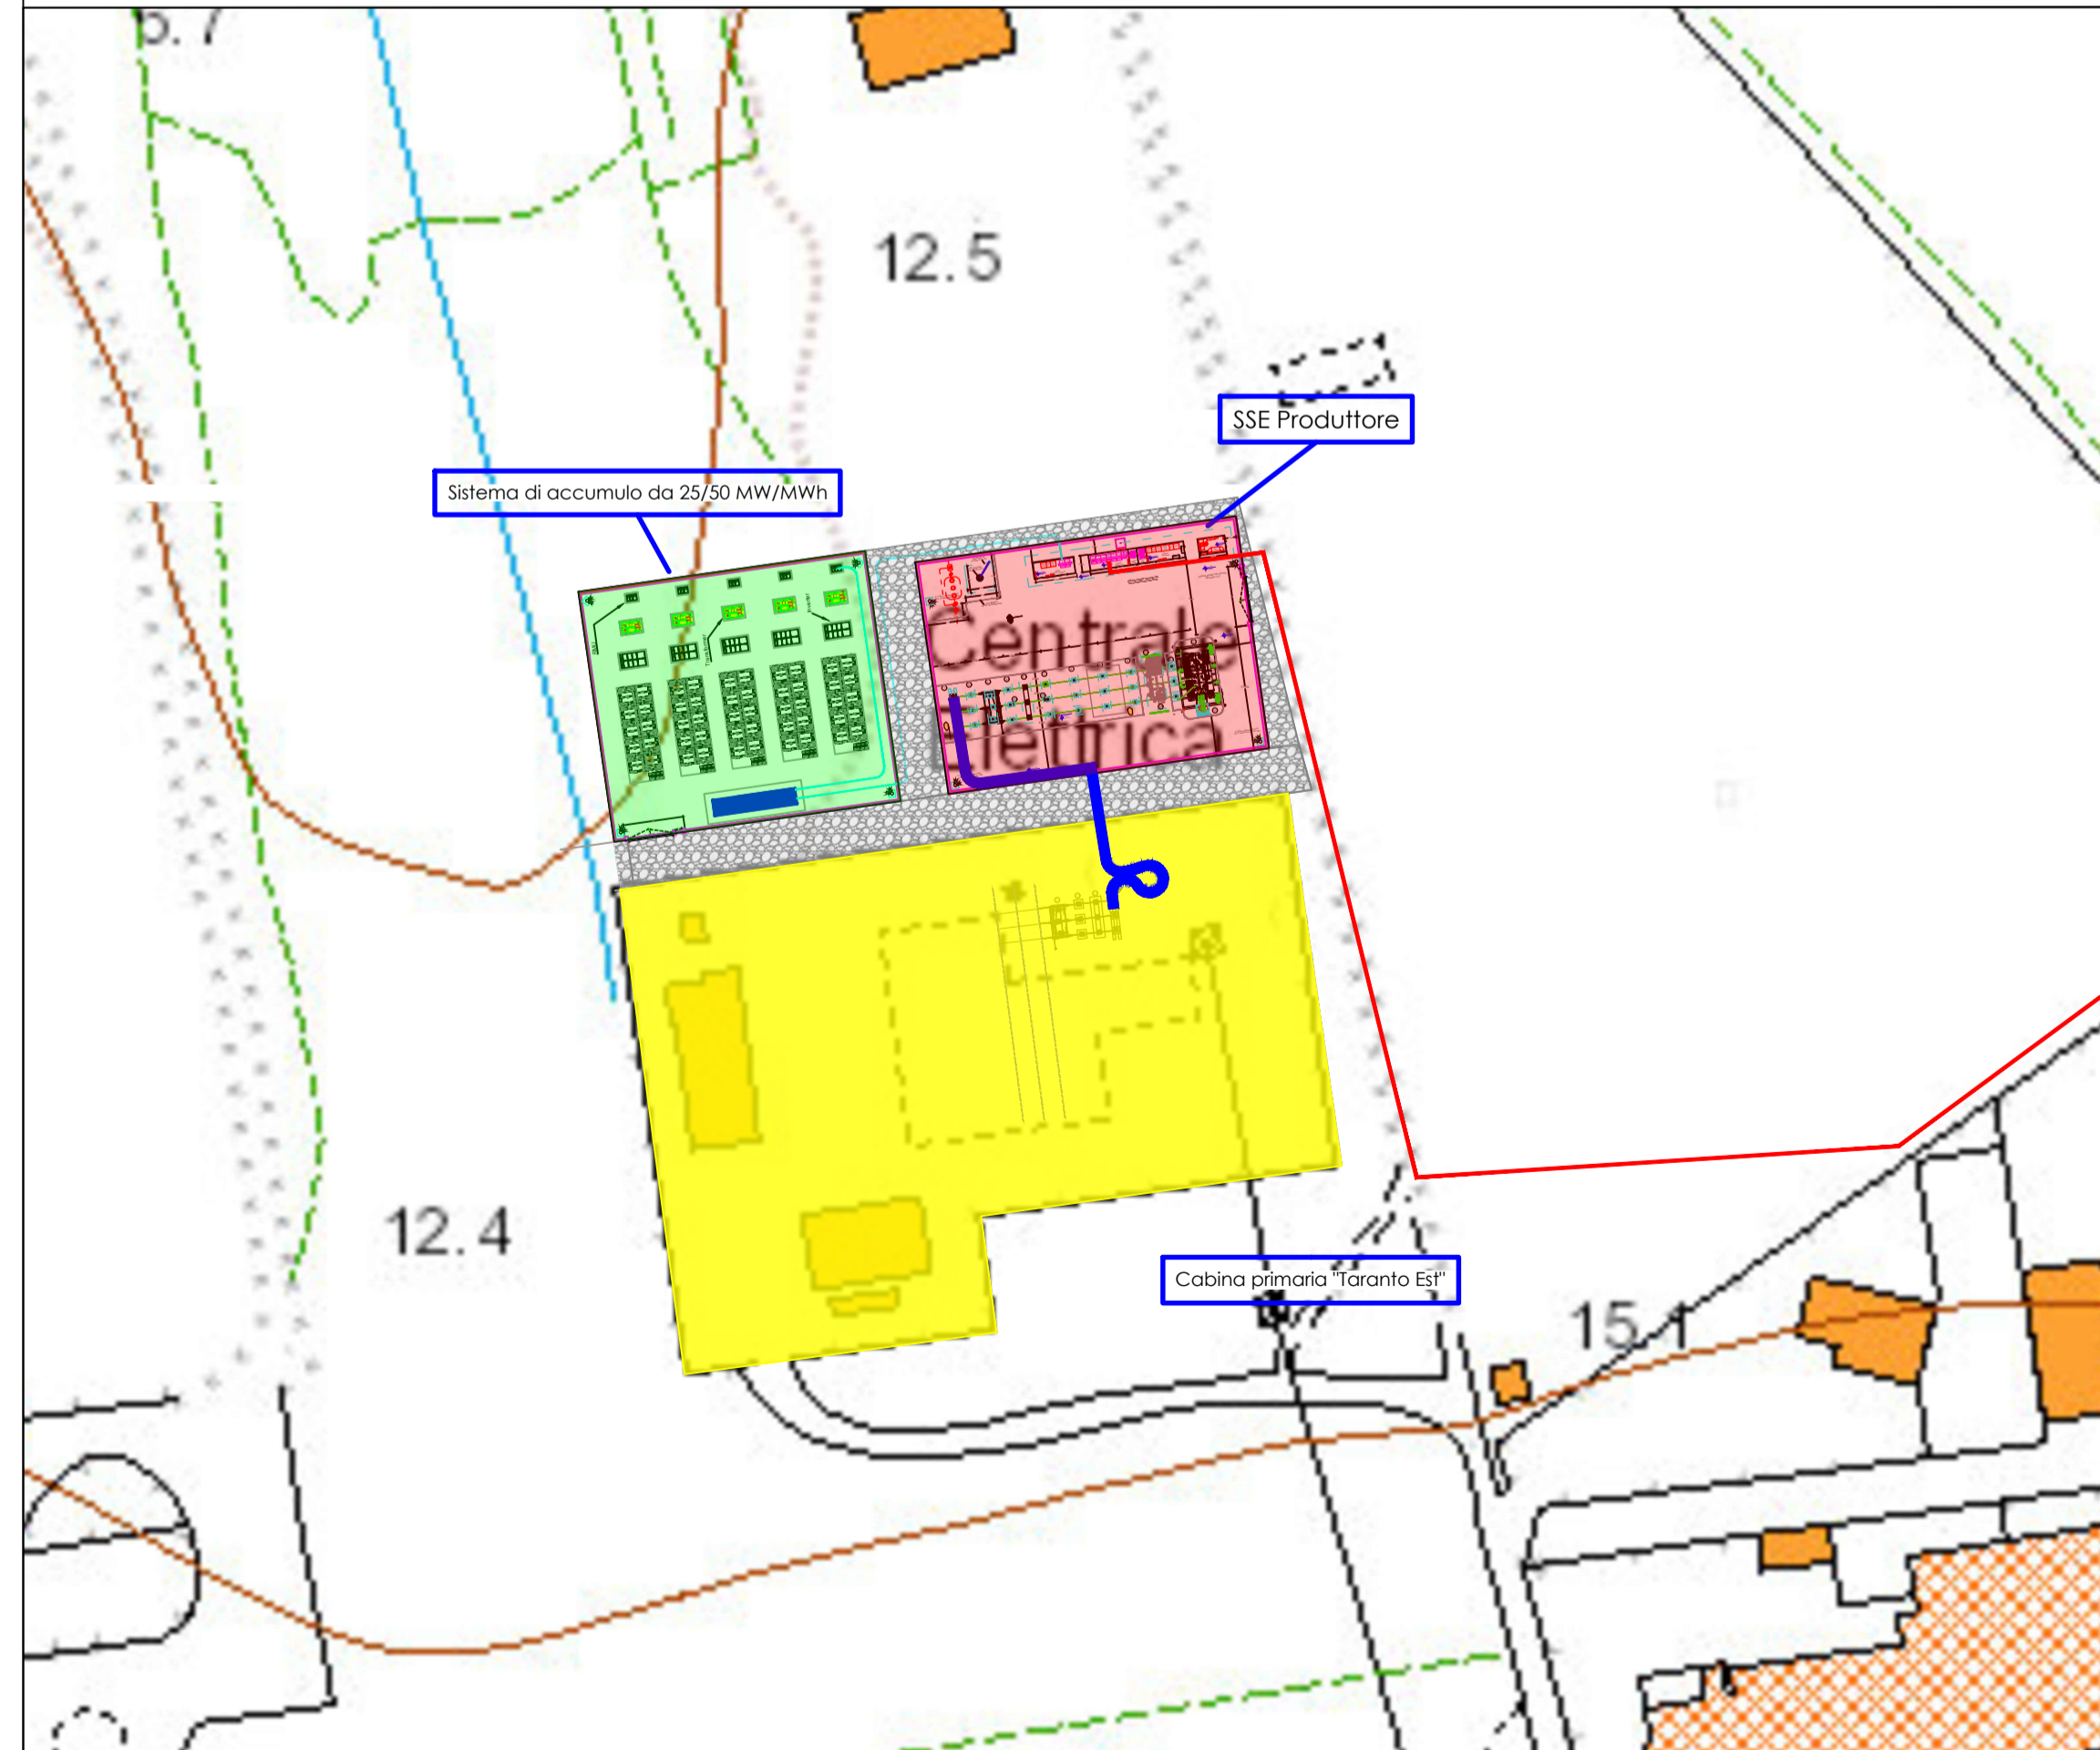 12.5
SSE Produttore
Sistema di accumulo da 25/50 MW/MWh
Centrale
Elettrica
12.4
Cabina primaria "Taranto Est"
15.1